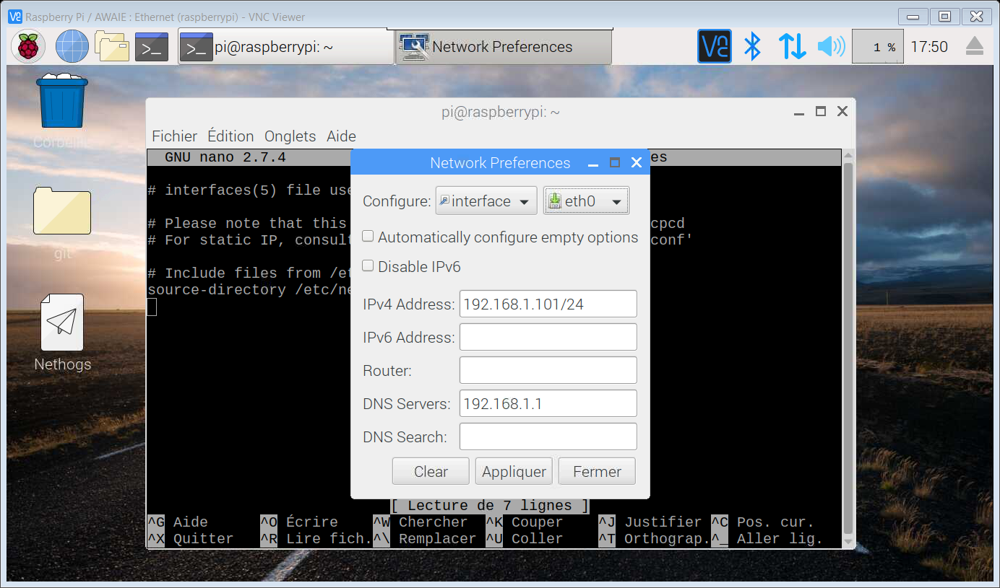 Raspberry Pi / AWAIE : Ethernet (raspberrypi) - VNC Viewer
pi@raspberrypi: ~
Network Preferences
1 %
17:50
Corbeille
git
Nethogs
pi@raspberrypi: ~
Fichier Édition Onglets Aide
GNU nano 2.7.4
es
# interfaces(5) file use
# Please note that this
cpcd
# For static IP, consult
conf'
# Include files from /et
source-directory /etc/ne
Network Preferences
Configure: interface eth0
Automatically configure empty options
Disable IPv6
IPv4 Address: 192.168.1.101/24
IPv6 Address:
Router:
DNS Servers: 192.168.1.1
DNS Search:
Clear Appliquer Fermer
[ Lecture de 7 lignes ]
^G Aide ^O Écrire ^W Chercher ^K Couper ^J Justifier ^C Pos. cur.
^X Quitter ^R Lire fich. ^\ Remplacer ^U Coller ^T Orthograp. ^_ Aller lig.